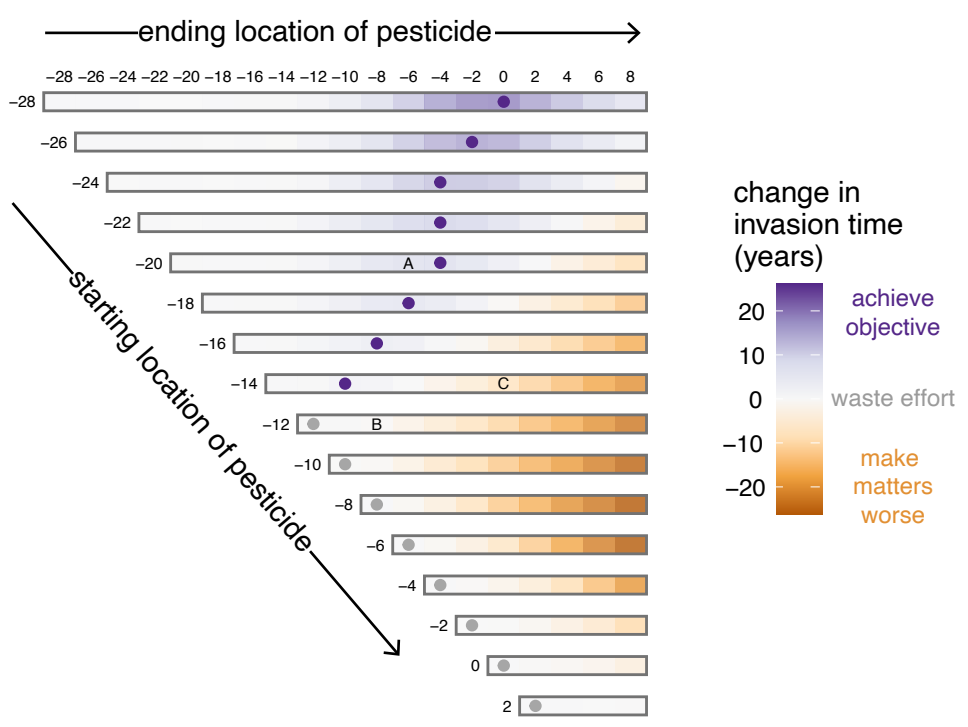 ending location of pesticide
−28 −26 −24 −22 −20 −18 −16 −14 −12 −10 −8 −6 −4 −2 0 2 4 6 8
−28
−26
−24
−22
−20
A
−18
−16
−14
C
−12
B
−10
−8
−6
−4
−2
0
2
starting location of pesticide
change in
invasion time
(years)
20
10
0
−10
−20
achieve
objective
waste effort
make
matters
worse